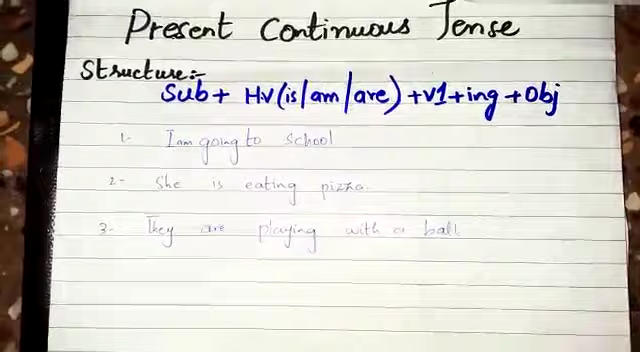 Present Continuous Tense
Structure:-
Sub+ H.V (is/am/are) +V1+ing +Obj
1- I am going to school
2- She is eating pizza.
3- They are playing with a ball